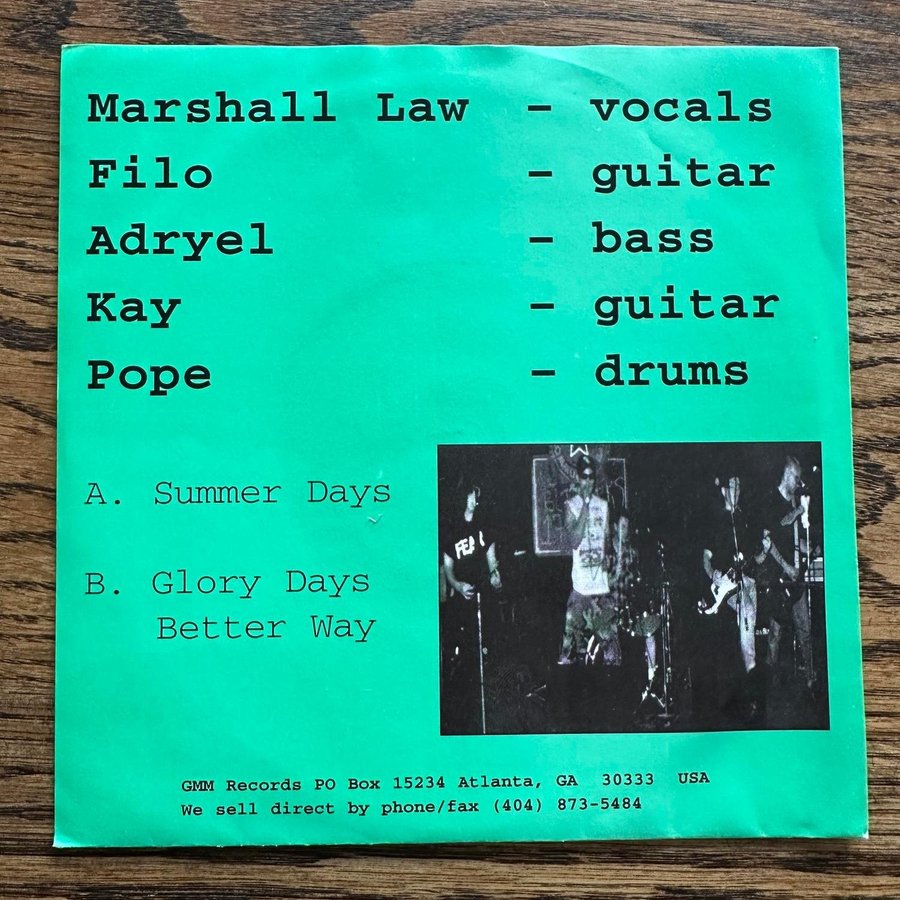 Marshall Law - vocals
Filo - guitar
Adryel - bass
Kay - guitar
Pope - drums
A. Summer Days
B. Glory Days
Better Way
GMM Records PO Box 15234 Atlanta, GA 30333 USA
We sell direct by phone/fax (404) 873-5484